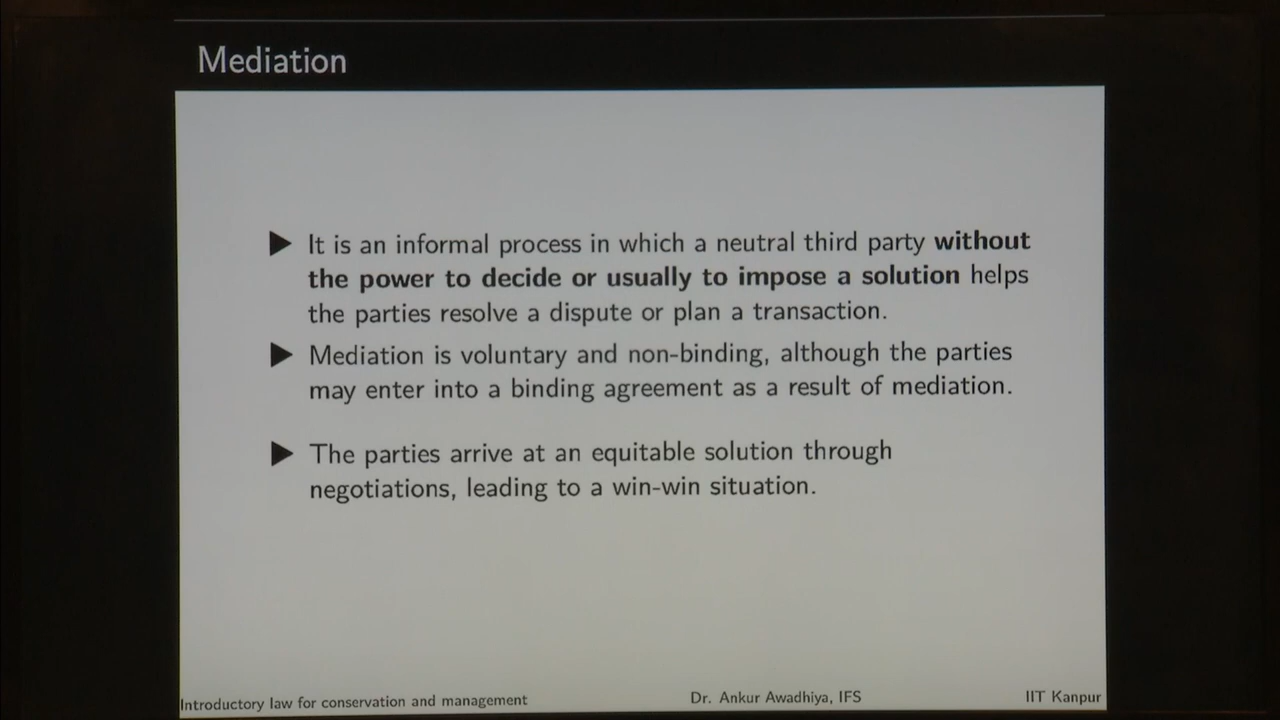 Mediation
▶ It is an informal process in which a neutral third party without
the power to decide or usually to impose a solution helps
the parties resolve a dispute or plan a transaction.
▶ Mediation is voluntary and non-binding, although the parties
may enter into a binding agreement as a result of mediation.
▶ The parties arrive at an equitable solution through
negotiations, leading to a win-win situation.
Introductory law for conservation and management Dr. Ankur Awadhiya, IFS IIT Kanpur